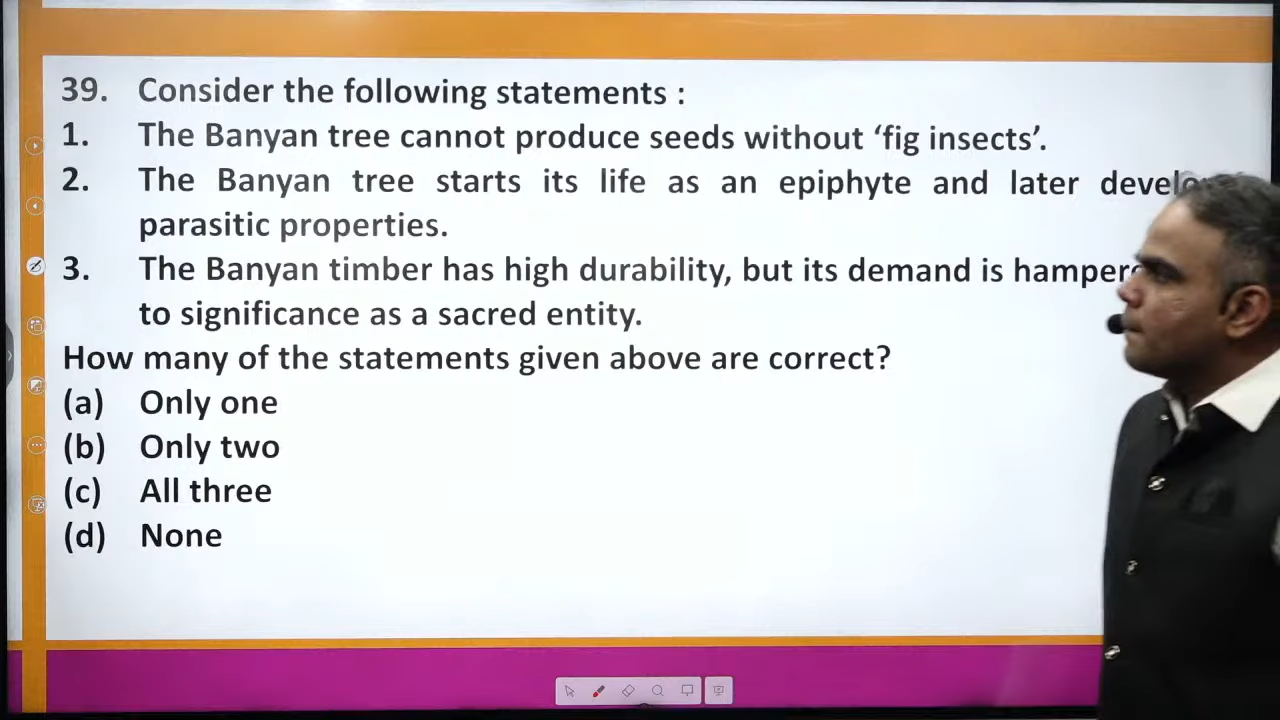 39. Consider the following statements :
1. The Banyan tree cannot produce seeds without ‘fig insects’.
2. The Banyan tree starts its life as an epiphyte and later
parasitic properties.
3. The Banyan timber has high durability, but its demand is
to significance as a sacred entity.
How many of the statements given above are correct?
(a) Only one
(b) Only two
(c) All three
(d) None